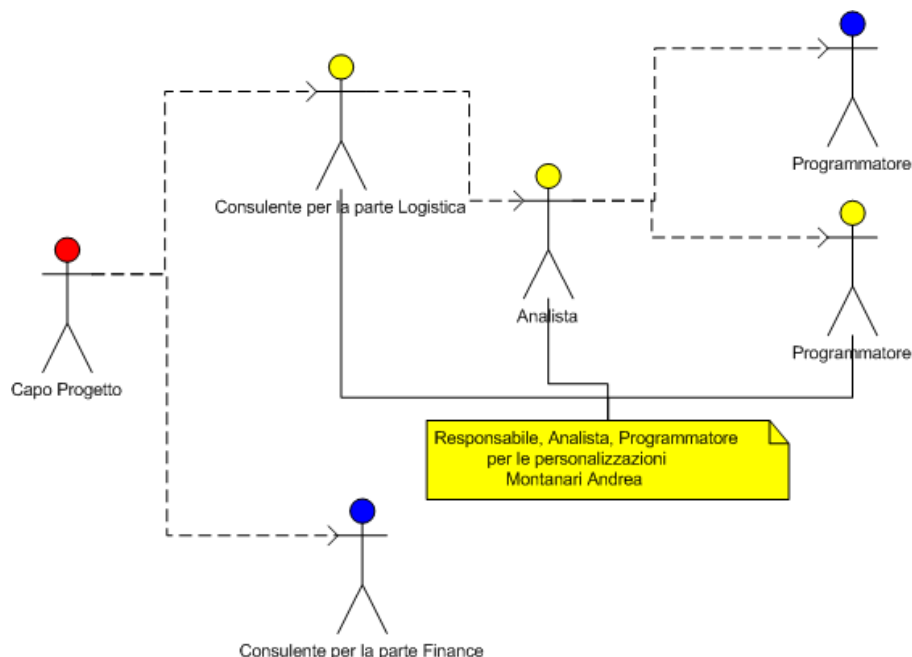 Programmatore
Consulente per la parte Logistica
Analista
Programmatore
Capo Progetto
Responsabile, Analista, Programmatore
per le personalizzazioni
Montanari Andrea
Consulente per la parte Finance